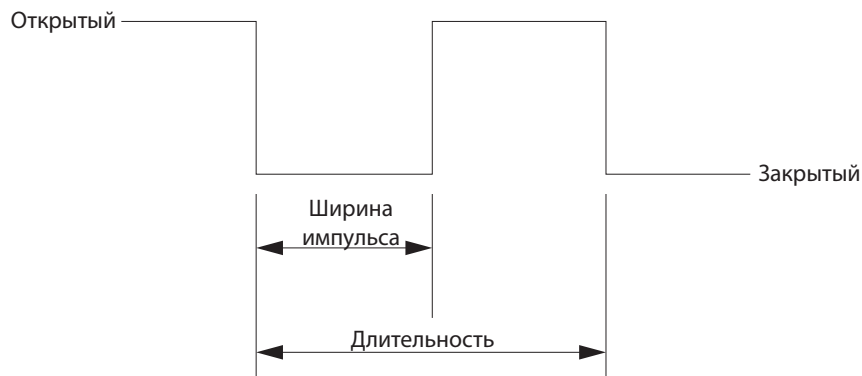 Открытый
Закрытый
Ширина
импульса
Длительность